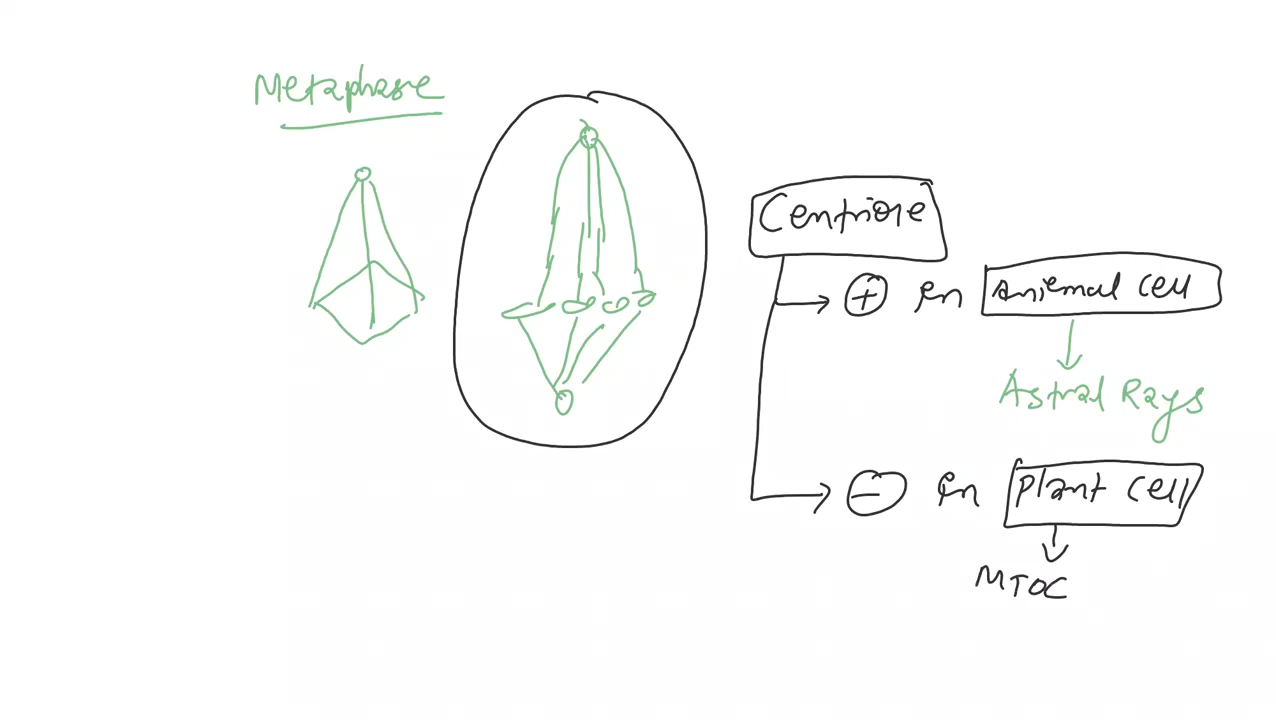 Metaphase
Centriole
+ in Animal cell
Astral Rays
- in Plant cell
MTOC